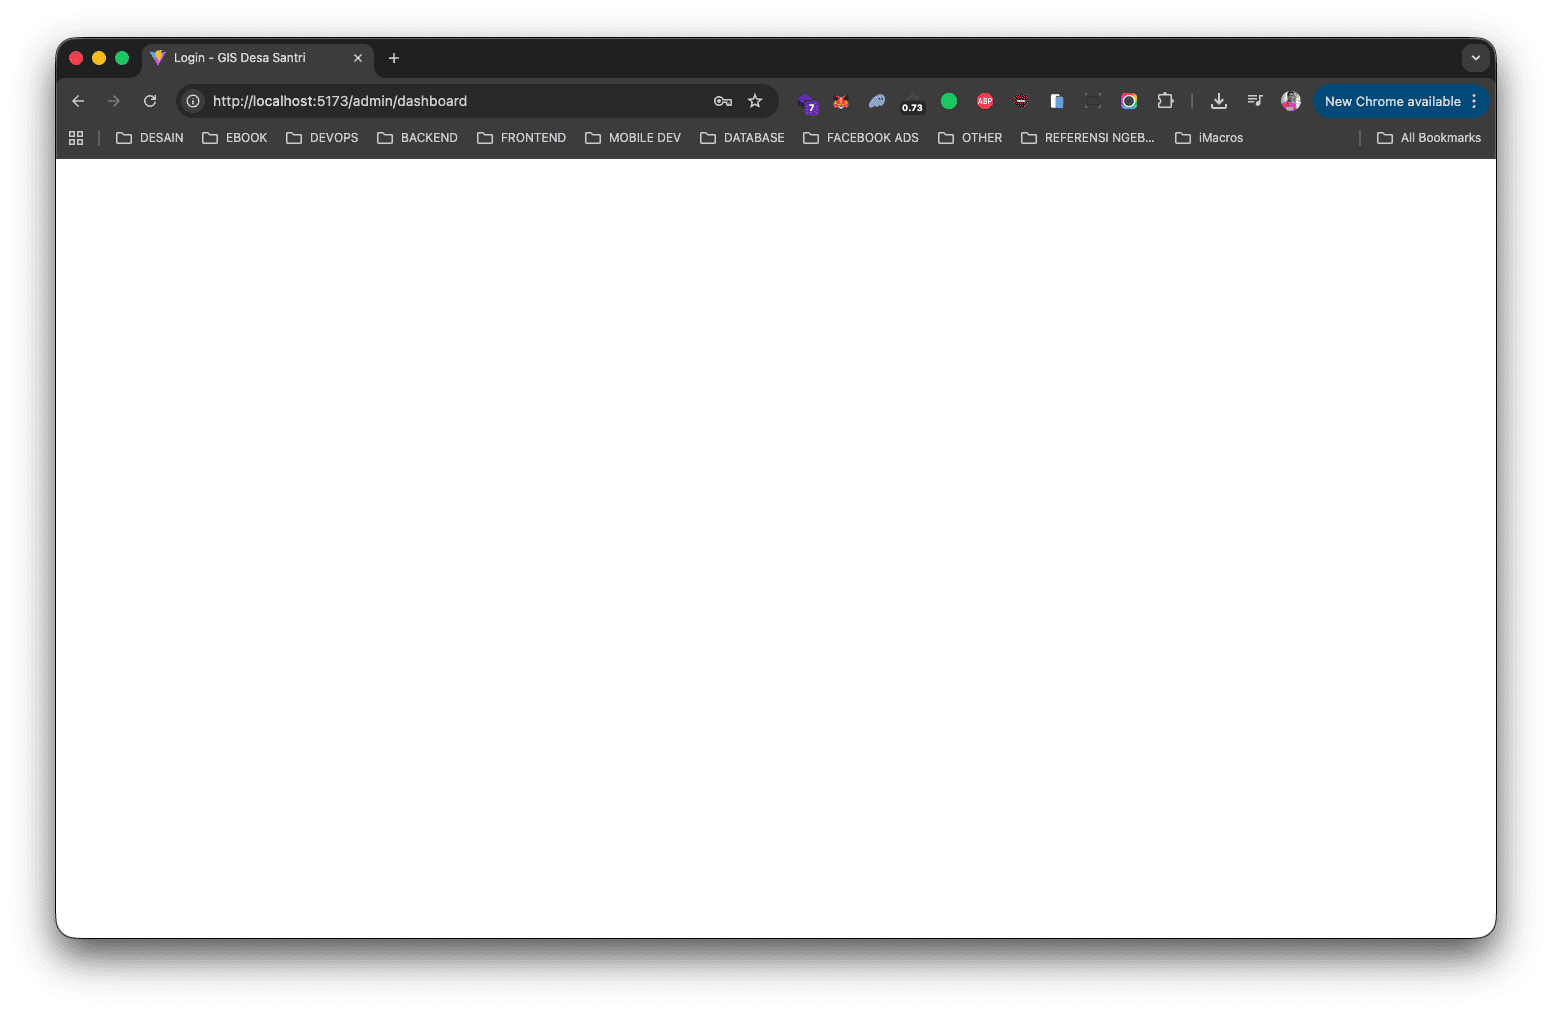 Login - GIS Desa Santri
http://localhost:5173/admin/dashboard
7
0.73
ABP
New Chrome available
DESAIN
EBOOK
DEVOPS
BACKEND
FRONTEND
MOBILE DEV
DATABASE
FACEBOOK ADS
OTHER
REFERENSI NGEB...
iMacros
All Bookmarks